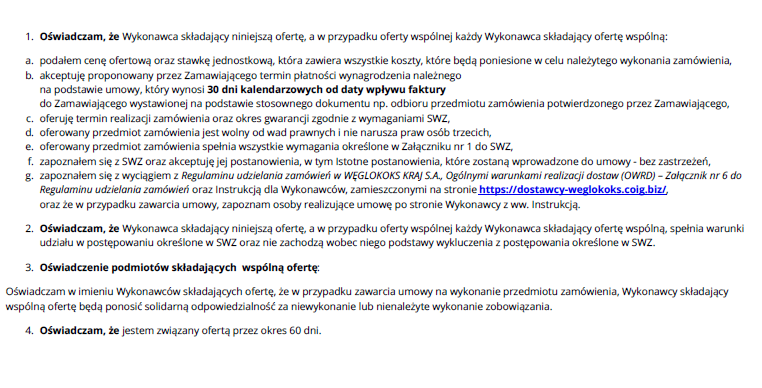 1. Oświadczam, że Wykonawca składający niniejszą ofertę, a w przypadku oferty wspólnej każdy Wykonawca składający ofertę wspólną:
a. podałem cenę ofertową oraz stawkę jednostkową, która zawiera wszystkie koszty, które będą poniesione w celu należytego wykonania zamówienia,
b. akceptuję proponowany przez Zamawiającego termin płatności wynagrodzenia należnego
na podstawie umowy, który wynosi 30 dni kalendarzowych od daty wpływu faktury
do Zamawiającego wystawionej na podstawie stosownego dokumentu np. odbioru przedmiotu zamówienia potwierdzonego przez Zamawiającego,
c. oferuję termin realizacji zamówienia oraz okres gwarancji zgodnie z wymaganiami SWZ,
d. oferowany przedmiot zamówienia jest wolny od wad prawnych i nie narusza praw osób trzecich,
e. oferowany przedmiot zamówienia spełnia wszystkie wymagania określone w Załączniku nr 1 do SWZ,
f. zapoznałem się z SWZ oraz akceptuję jej postanowienia, w tym Istotne postanowienia, które zostaną wprowadzone do umowy - bez zastrzeżeń,
g. zapoznałem się z wyciągiem z Regulaminu udzielania zamówień w WĘGLOKOKS KRAJ S.A., Ogólnymi warunkami realizacji dostaw (OWRD) – Załącznik nr 6 do
Regulaminu udzielania zamówień oraz Instrukcją dla Wykonawców, zamieszczonymi na stronie https://dostawcy-weglokoks.coig.biz/,
oraz że w przypadku zawarcia umowy, zapoznam osoby realizujące umowę po stronie Wykonawcy z ww. Instrukcją.
2. Oświadczam, że Wykonawca składający niniejszą ofertę, a w przypadku oferty wspólnej każdy Wykonawca składający ofertę wspólną, spełnia warunki
udziału w postępowaniu określone w SWZ oraz nie zachodzą wobec niego podstawy wykluczenia z postępowania określone w SWZ.
3. Oświadczenie podmiotów składających wspólną ofertę:
Oświadczam w imieniu Wykonawców składających ofertę, że w przypadku zawarcia umowy na wykonanie przedmiotu zamówienia, Wykonawcy składający
wspólną ofertę będą ponosić solidarną odpowiedzialność za niewykonanie lub nienależyte wykonanie zobowiązania.
4. Oświadczam, że jestem związany ofertą przez okres 60 dni.